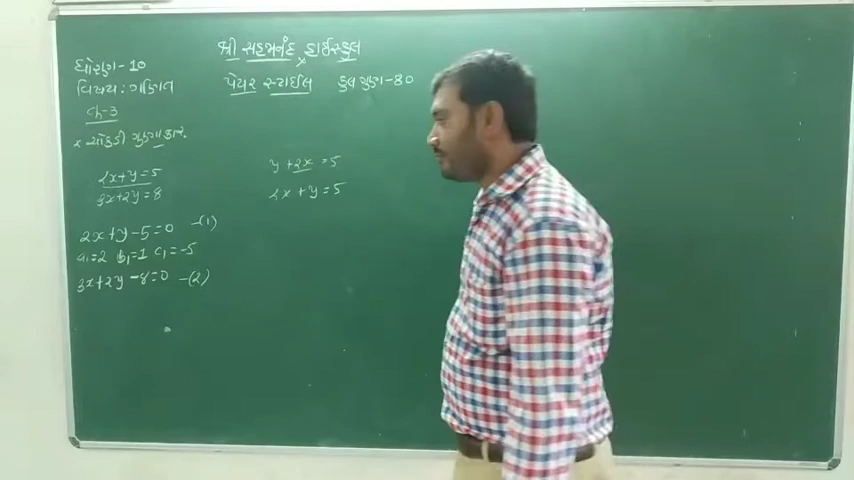 શ્રી સહજાનંદ હાઈસ્કુલ
ધોરણ - 10
વિષય : ગણિત
પેપર સ્ટાઈલ કુલ ગુણ - 80
ch-3
* ચોકડી ગુણાકાર.
2x+y=5
3x+2y=8
y+2x=5
2x+y=5
2x+y-5=0 -(1)
a₁=2 b₁=1 c₁=-5
3x+2y-8=0 -(2)